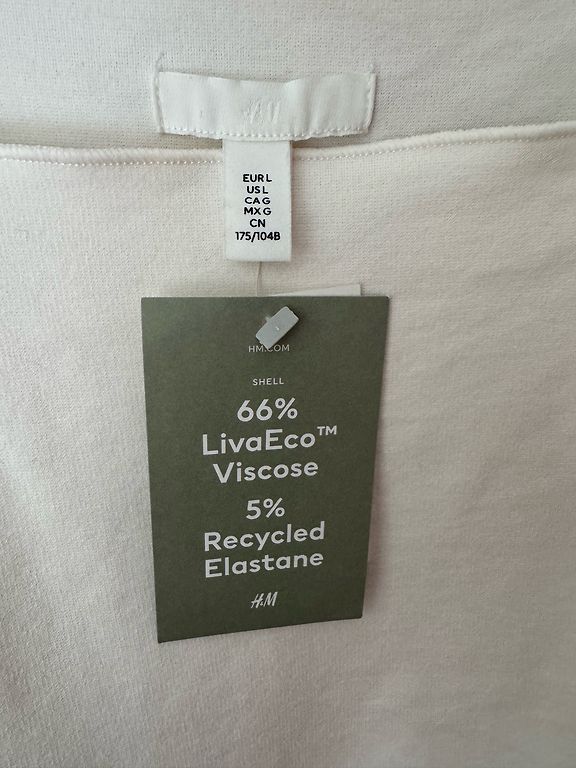 H&M
EUR L
US L
CA G
MX G
CN
175/104B
HM.COM
SHELL
66%
LivaEco™
Viscose
5%
Recycled
Elastane
H&M